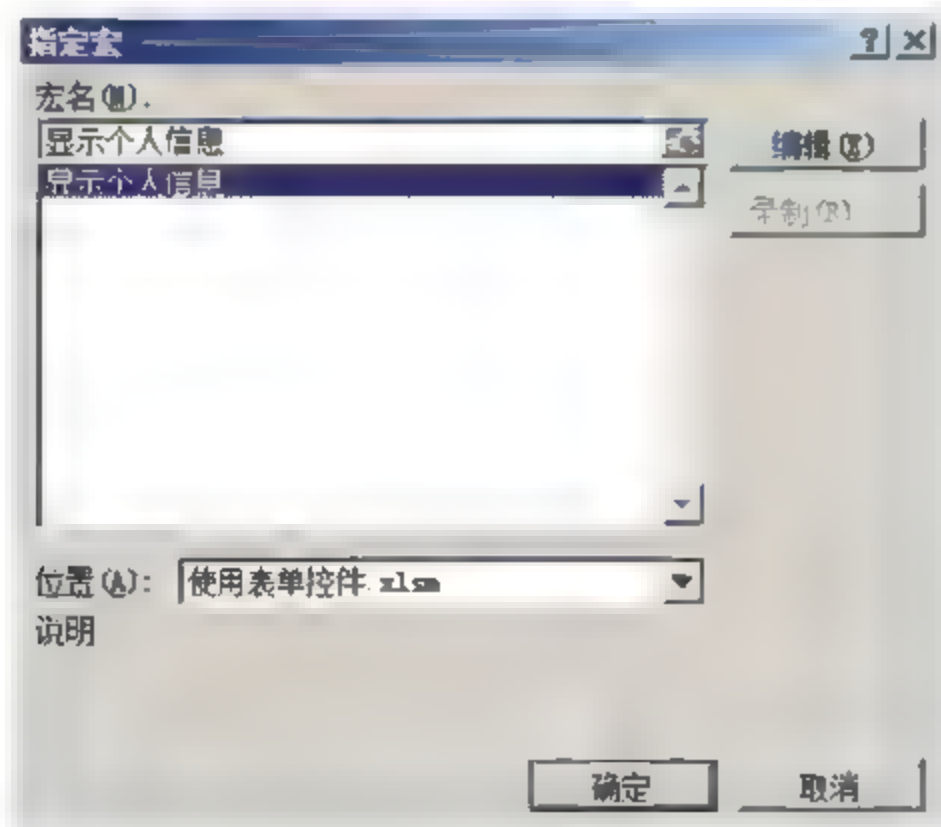 指定宏
宏名(M):
显示个人信息
编辑(E)
显示个人信息
录制(R)
位置(A): 使用表单控件.xlsm
说明
确定 取消